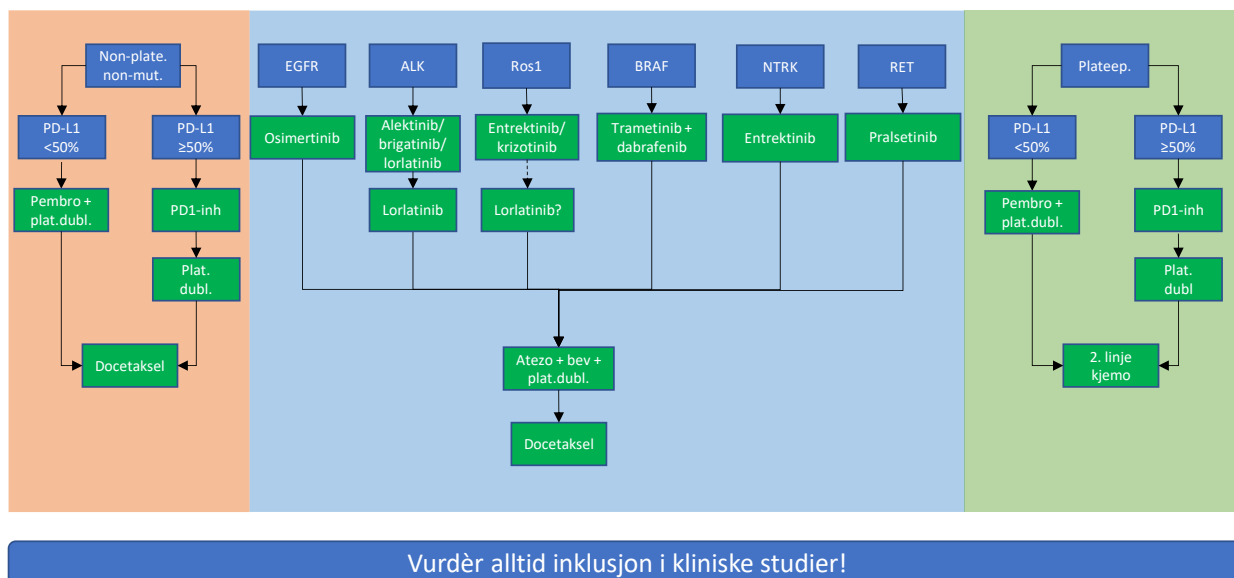 Non-plate.
non-mut.
PD-L1
<50%
PD-L1
≥50%
Pembro +
plat.dubl.
PD1-inh
Plat.
dubl.
Docetaksel
EGFR
ALK
Ros1
BRAF
NTRK
RET
Osimertinib
Alektinib/
brigatinib/
lorlatinib
Entrektinib/
krizotinib
Trametinib +
dabrafenib
Entrektinib
Pralsetinib
Lorlatinib
Lorlatinib?
Atezo + bev +
plat.dubl.
Docetaksel
Plateep.
PD-L1
<50%
PD-L1
≥50%
Pembro +
plat.dubl.
PD1-inh
Plat.
dubl
2. linje
kjemo
Vurdèr alltid inklusjon i kliniske studier!